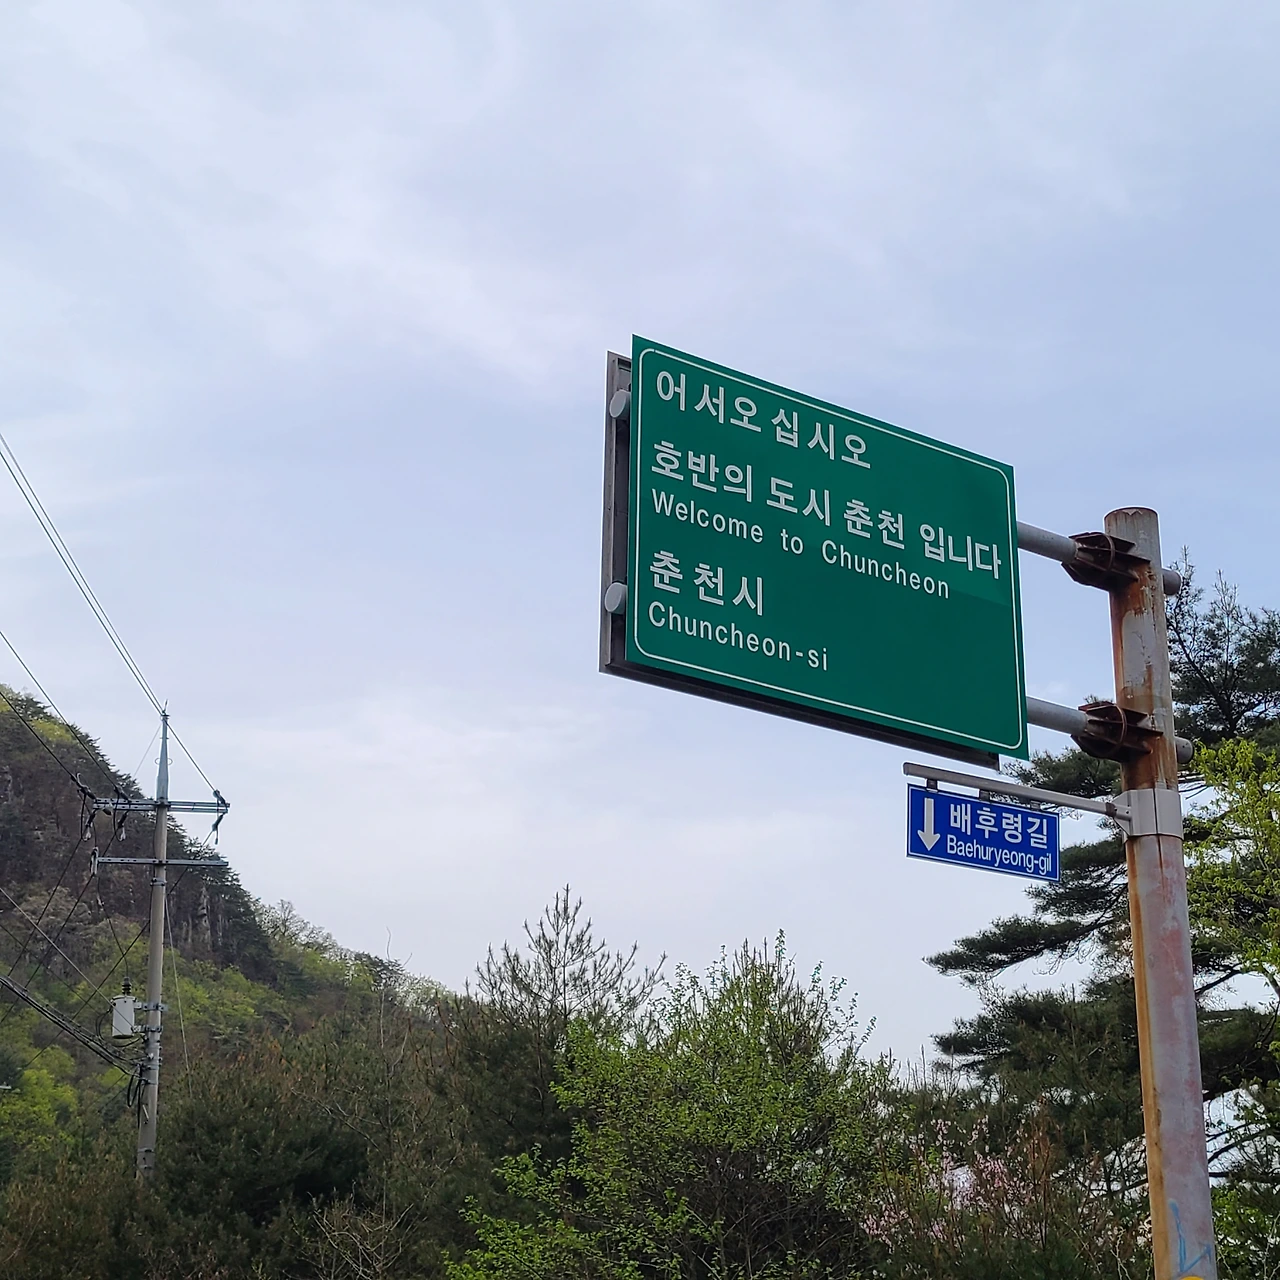 어서오십시오
호반의 도시 춘천 입니다
Welcome to Chuncheon
춘천시
Chuncheon-si
배후령길
Baehuryeong-gil